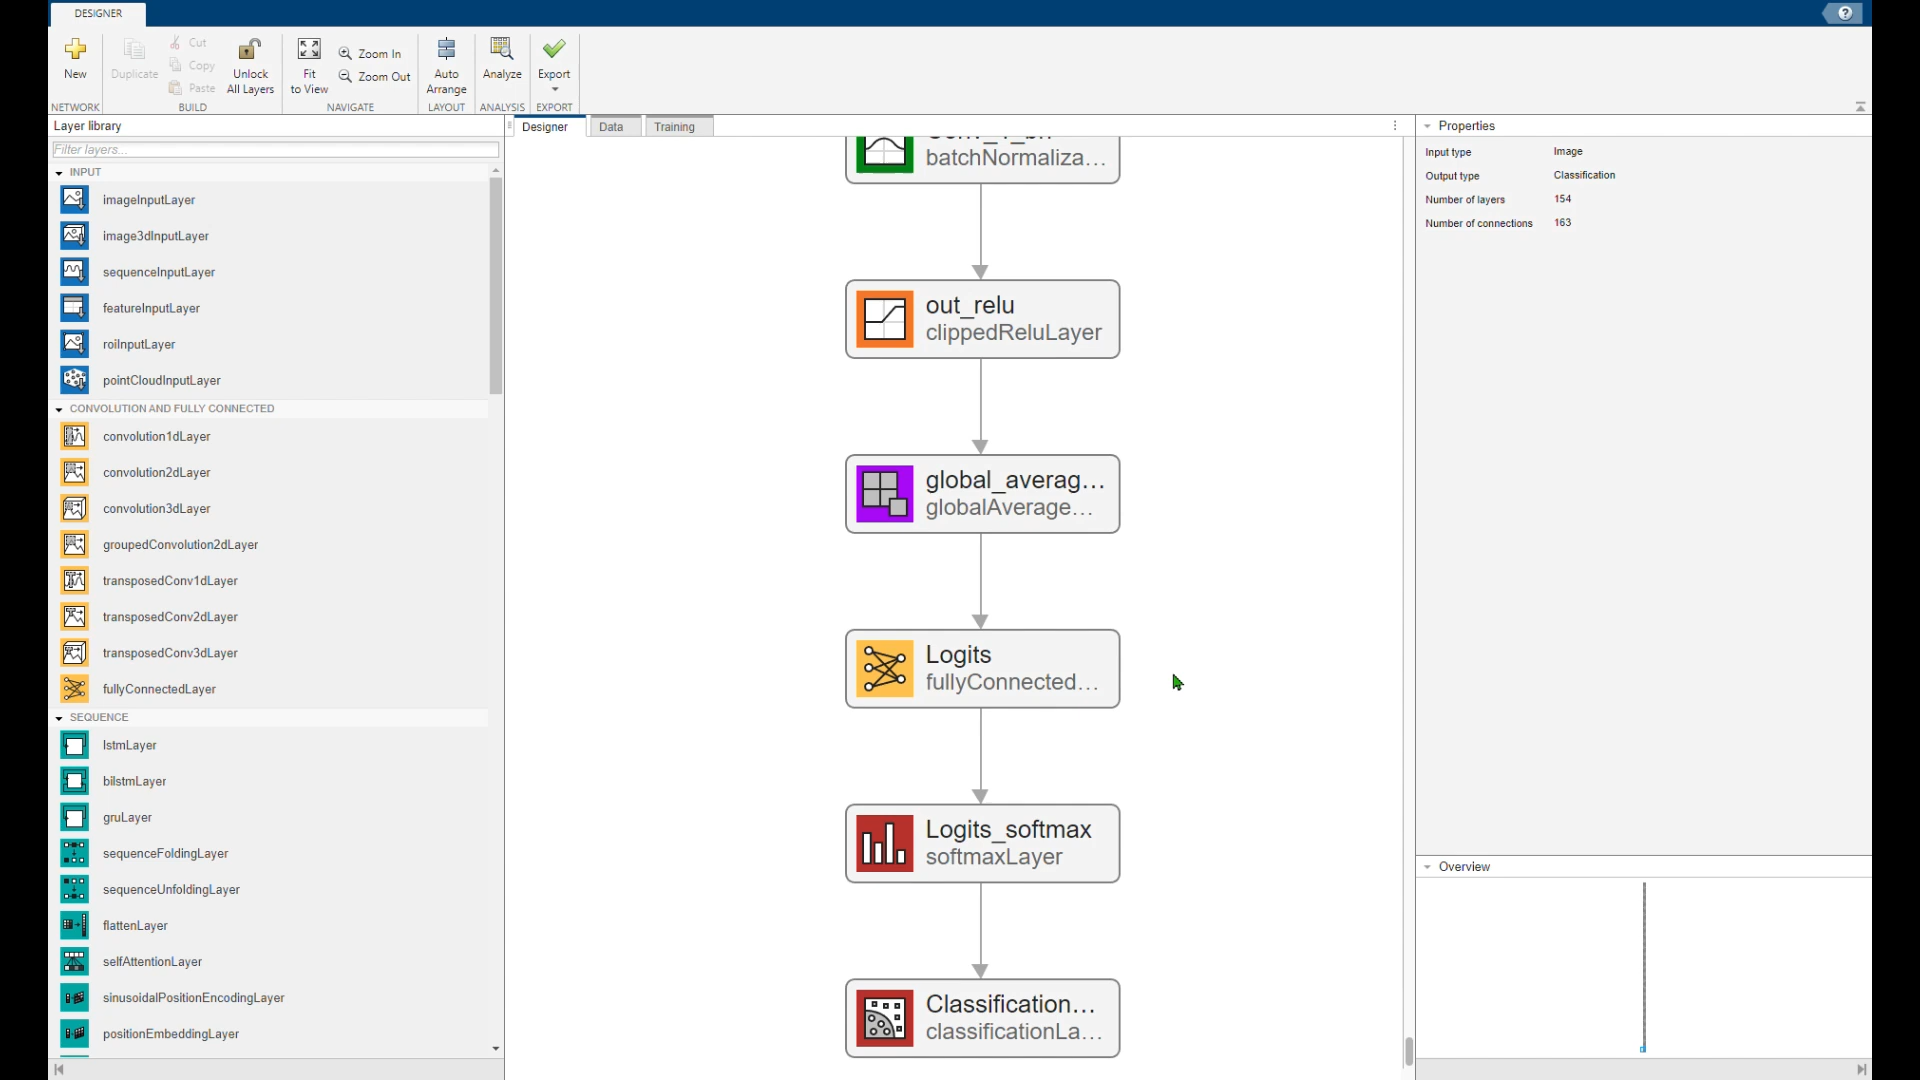 DESIGNER
New
Duplicate
Cut
Copy
Paste
Unlock
All Layers
Fit
to View
Zoom In
Zoom Out
Auto
Arrange
Analyze
Export
NETWORK
BUILD
NAVIGATE
LAYOUT
ANALYSIS
EXPORT
Layer library
Filter layers...
INPUT
imageInputLayer
image3dInputLayer
sequenceInputLayer
featureInputLayer
roiInputLayer
pointCloudInputLayer
CONVOLUTION AND FULLY CONNECTED
convolution1dLayer
convolution2dLayer
convolution3dLayer
groupedConvolution2dLayer
transposedConv1dLayer
transposedConv2dLayer
transposedConv3dLayer
fullyConnectedLayer
SEQUENCE
lstmLayer
bilstmLayer
gruLayer
sequenceFoldingLayer
sequenceUnfoldingLayer
flattenLayer
selfAttentionLayer
sinusoidalPositionEncodingLayer
positionEmbeddingLayer
Designer
Data
Training
batchNormaliza...
out_relu
clippedReluLayer
global_averag...
globalAverage...
Logits
fullyConnected...
Logits_softmax
softmaxLayer
Classification...
classificationLa...
Properties
Input type Image
Output type Classification
Number of layers 154
Number of connections 163
Overview